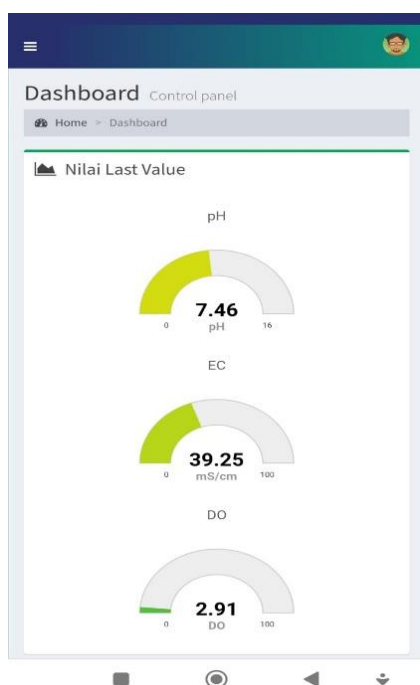 Dashboard Control panel
Home > Dashboard
Nilai Last Value
pH
7.46
pH
0 16
EC
39.25
mS/cm
0 100
DO
2.91
DO
0 100